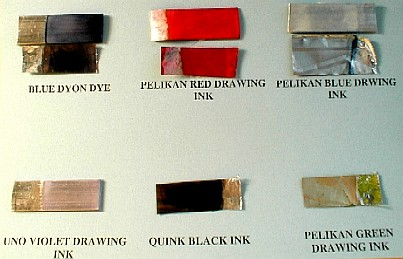 BLUE DYON DYE
PELIKAN RED DRAWING
INK
PELIKAN BLUE DRWING
INK
UNO VIOLET DRAWING
INK
QUINK BLACK INK
PELIKAN GREEN
DRAWING INK